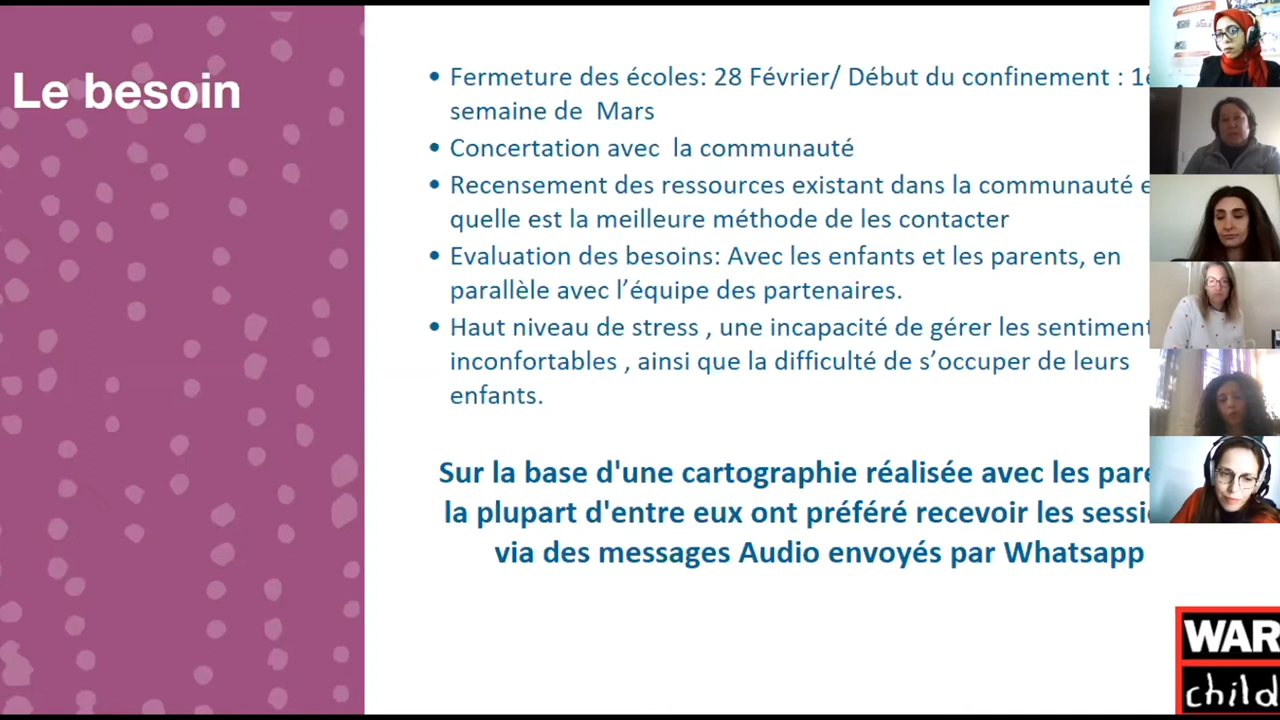 Le besoin
• Fermeture des écoles: 28 Février/ Début du confinement :
semaine de Mars
• Concertation avec la communauté
• Recensement des ressources existant dans la communauté
quelle est la meilleure méthode de les contacter
• Evaluation des besoins: Avec les enfants et les parents, en
parallèle avec l’équipe des partenaires.
• Haut niveau de stress , une incapacité de gérer les
inconfortables , ainsi que la difficulté de s’occuper de leurs
enfants.
Sur la base d'une cartographie réalisée avec les
la plupart d'entre eux ont préféré recevoir les
via des messages Audio envoyés par Whatsapp
WAR
child